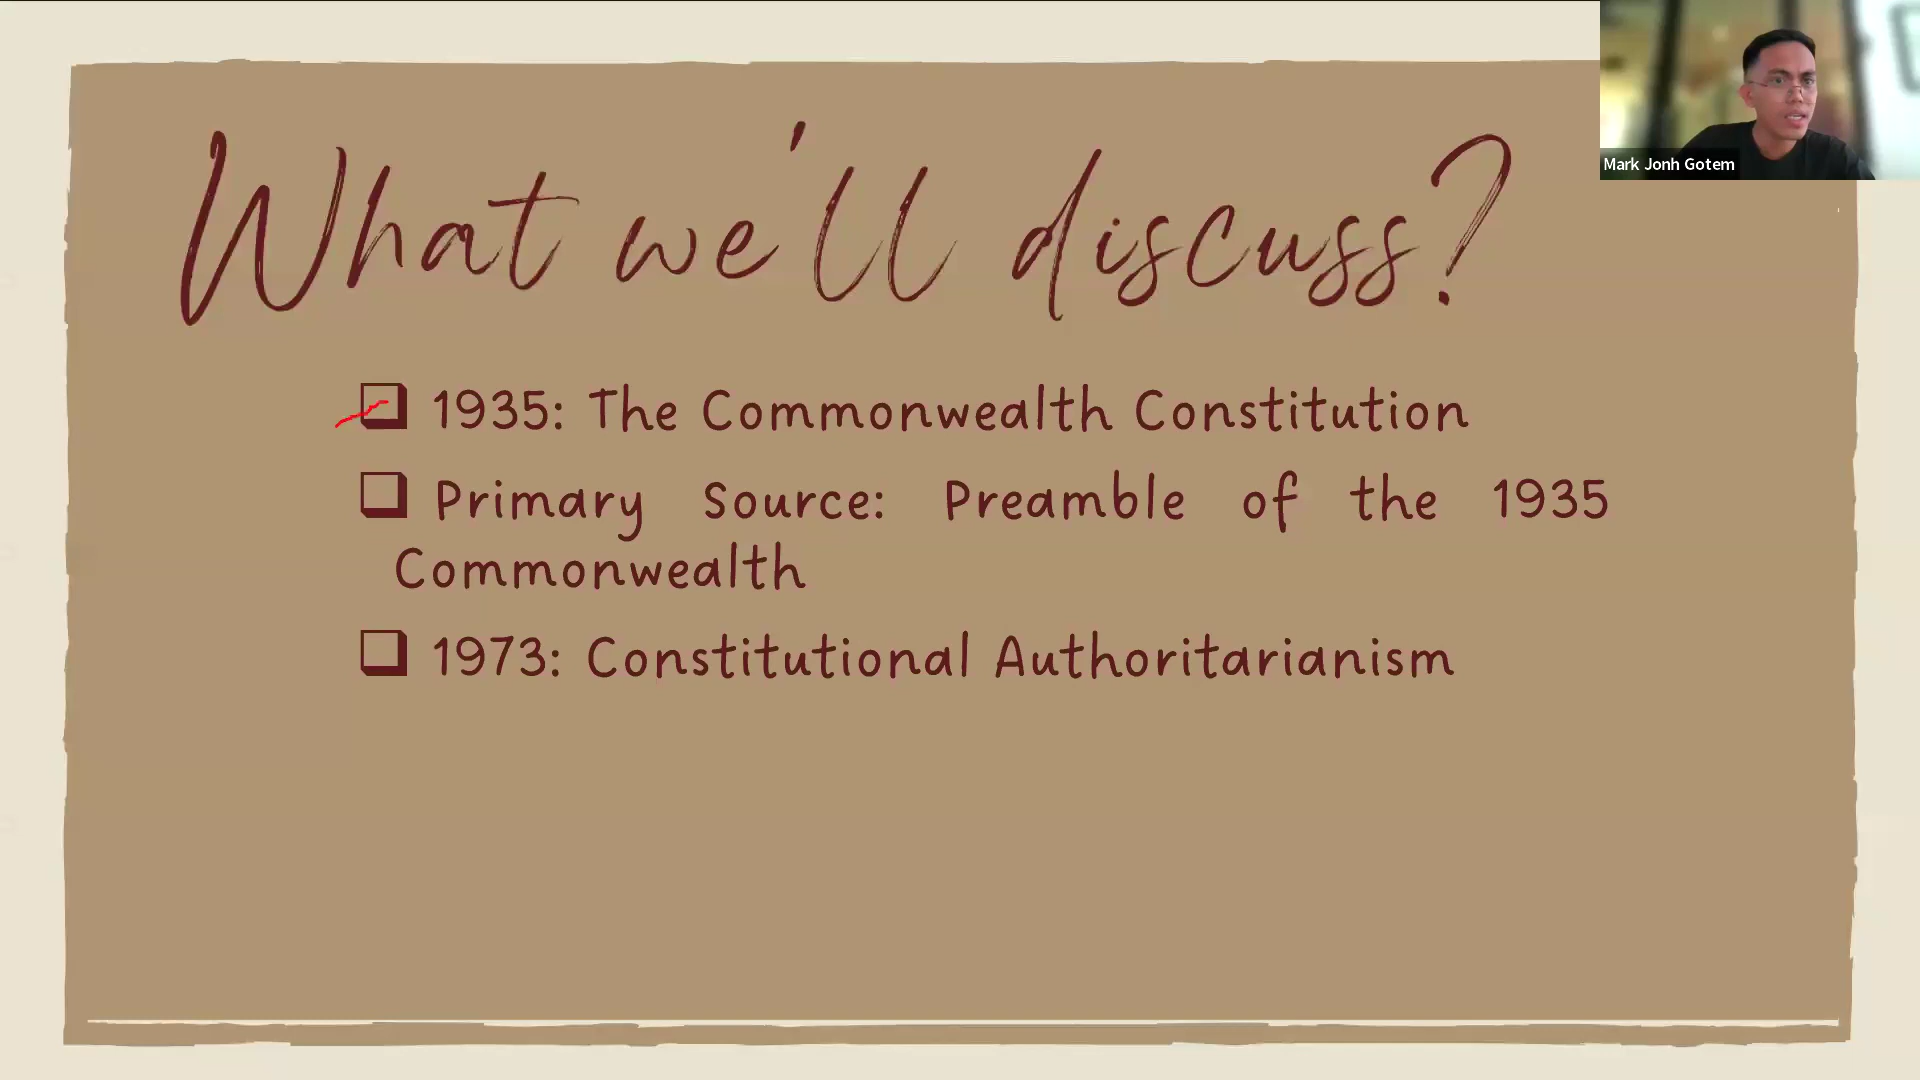 What we'll discuss?
Mark Jonh Gotem
❑ 1935: The Commonwealth Constitution
❑ Primary Source: Preamble of the 1935
Commonwealth
❑ 1973: Constitutional Authoritarianism